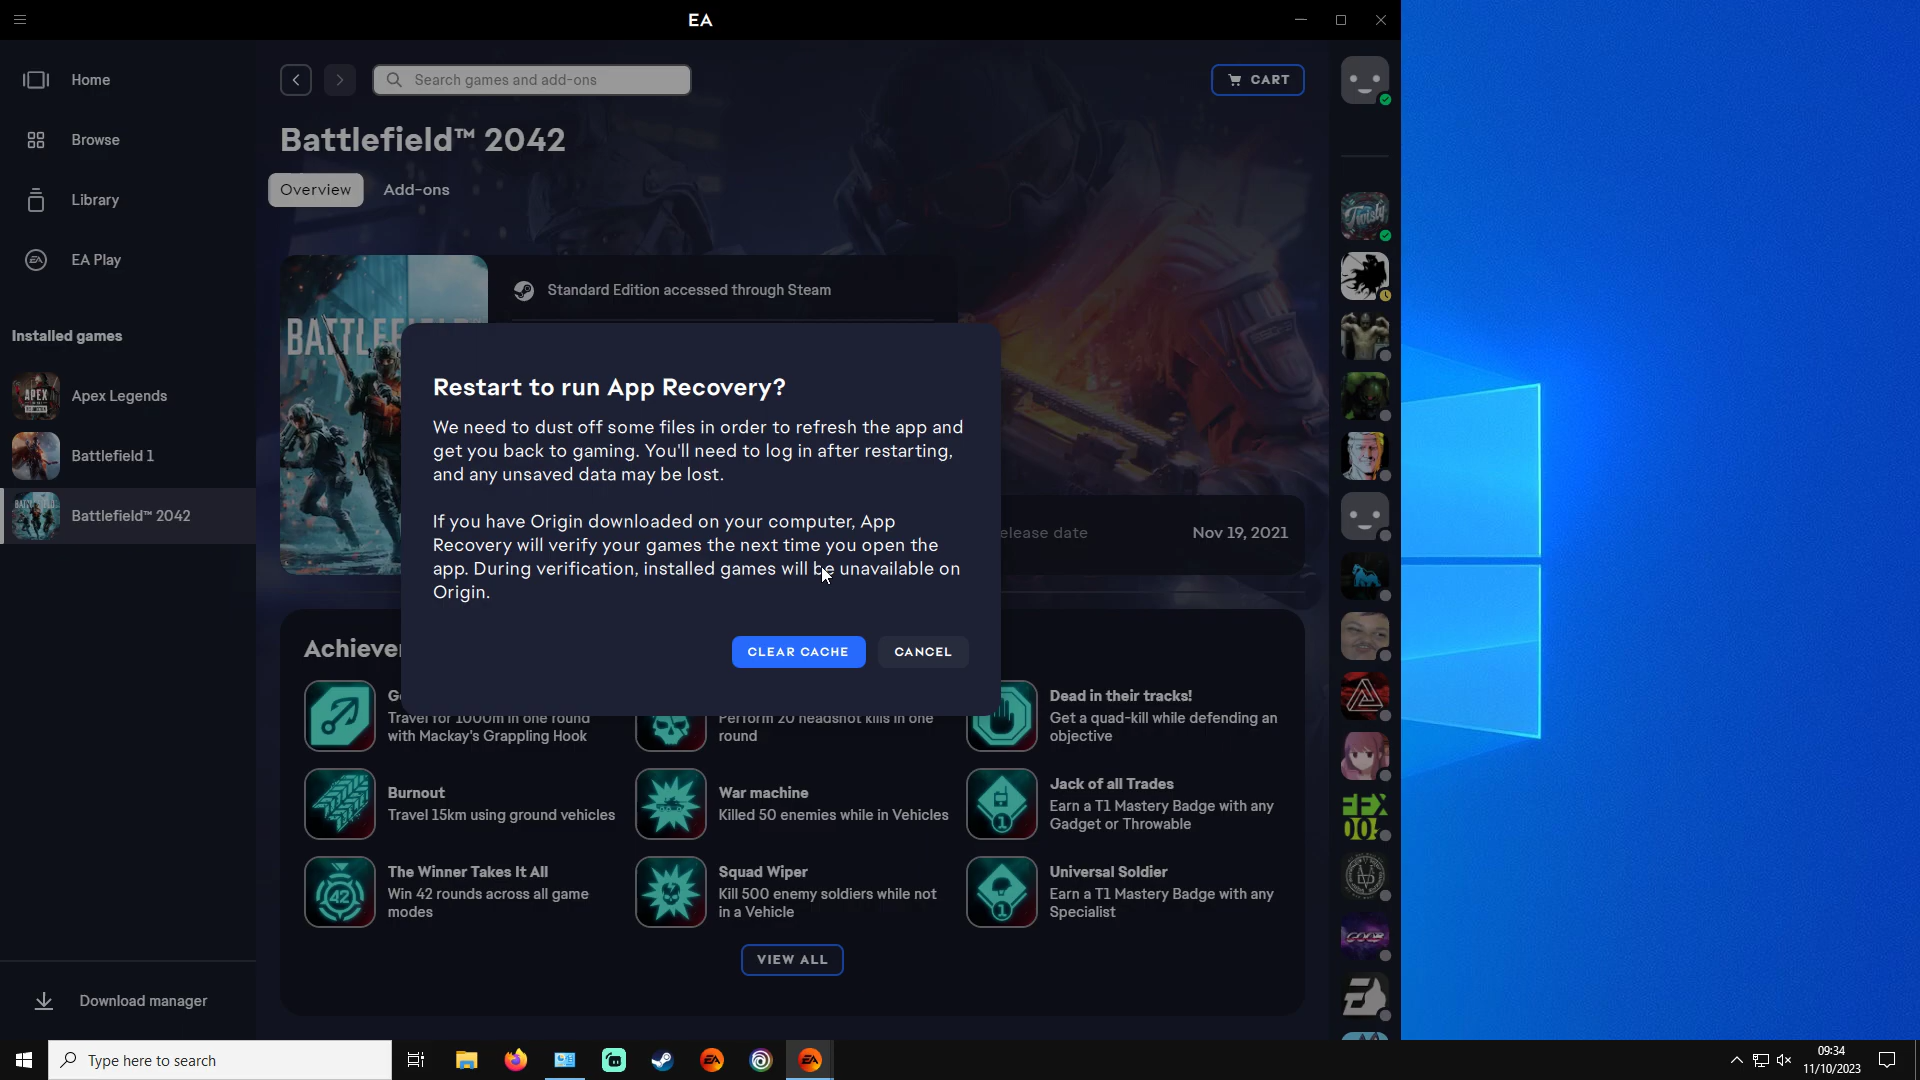 EA
Home
Search games and add-ons
CART
Browse
Battlefield™ 2042
Library
Overview
Add-ons
EA Play
Standard Edition accessed through Steam
Installed games
Apex Legends
Battlefield 1
Battlefield™ 2042
Restart to run App Recovery?
We need to dust off some files in order to refresh the app and
get you back to gaming. You'll need to log in after restarting,
and any unsaved data may be lost.
If you have Origin downloaded on your computer, App
Recovery will verify your games the next time you open the
app. During verification, installed games will be unavailable on
Origin.
CLEAR CACHE
CANCEL
elease date
Nov 19, 2021
Achieve
Travel for 1000m in one round
with Mackay's Grappling Hook
Perform 20 headshot kills in one
round
Dead in their tracks!
Get a quad-kill while defending an
objective
Burnout
Travel 15km using ground vehicles
War machine
Killed 50 enemies while in Vehicles
Jack of all Trades
Earn a T1 Mastery Badge with any
Gadget or Throwable
The Winner Takes It All
Win 42 rounds across all game
modes
Squad Wiper
Kill 500 enemy soldiers while not
in a Vehicle
Universal Soldier
Earn a T1 Mastery Badge with any
Specialist
VIEW ALL
Download manager
Type here to search
09:34
11/10/2023